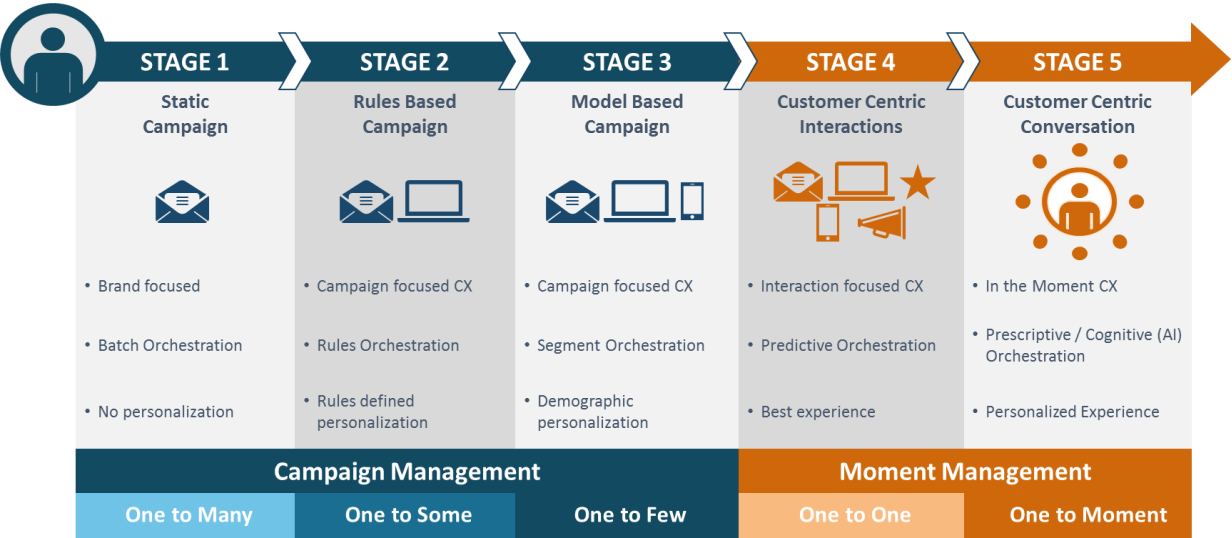 STAGE 1
STAGE 2
STAGE 3
STAGE 4
STAGE 5
Static
Campaign
Rules Based
Campaign
Model Based
Campaign
Customer Centric
Interactions
Customer Centric
Conversation
• Brand focused
• Batch Orchestration
• No personalization
• Campaign focused CX
• Rules Orchestration
• Rules defined
personalization
• Campaign focused CX
• Segment Orchestration
• Demographic
personalization
• Interaction focused CX
• Predictive Orchestration
• Best experience
• In the Moment CX
• Prescriptive / Cognitive (AI)
Orchestration
• Personalized Experience
Campaign Management
Moment Management
One to Many
One to Some
One to Few
One to One
One to Moment